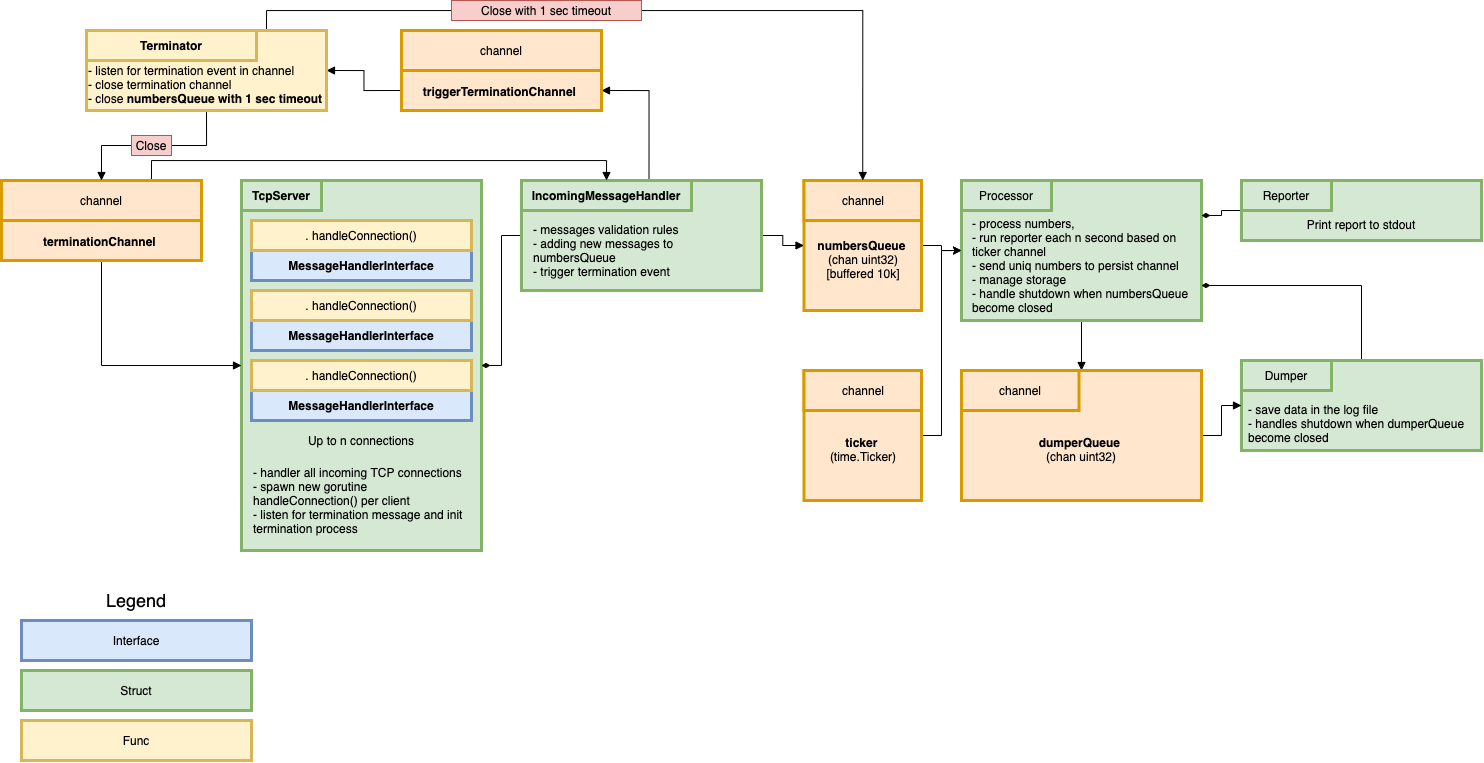 Close with 1 sec timeout
Terminator
- listen for termination event in channel
- close termination channel
- close numbersQueue with 1 sec timeout
channel
triggerTerminationChannel
Close
channel
terminationChannel
TcpServer
. handleConnection()
MessageHandlerInterface
. handleConnection()
MessageHandlerInterface
. handleConnection()
MessageHandlerInterface
Up to n connections
- handler all incoming TCP connections
- spawn new gorutine
handleConnection() per client
- listen for termination message and init
termination process
IncomingMessageHandler
- messages validation rules
- adding new messages to
numbersQueue
- trigger termination event
channel
numbersQueue
(chan uint32)
[buffered 10k]
Processor
- process numbers,
- run reporter each n second based on
ticker channel
- send uniq numbers to persist channel
- manage storage
- handle shutdown when numbersQueue
become closed
Reporter
Print report to stdout
channel
ticker
(time.Ticker)
channel
dumperQueue
(chan uint32)
Dumper
- save data in the log file
- handles shutdown when dumperQueue
become closed
Legend
Interface
Struct
Func